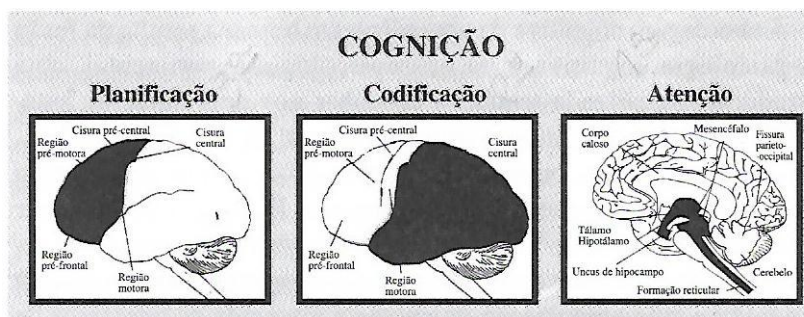 COGNIÇÃO
Planificação
Cisura pré-central
Região
pré-motora
Cisura
central
Região
pré-frontal
Região
motora
Codificação
Cisura pré-central
Região
pré-motora
Cisura
central
Região
pré-frontal
Região
motora
Atenção
Corpo
caloso
Mesencéfalo
Fissura
parieto-
occipital
Tálamo
Hipotálamo
Uncus de hipocampo
Cerebelo
Formação reticular